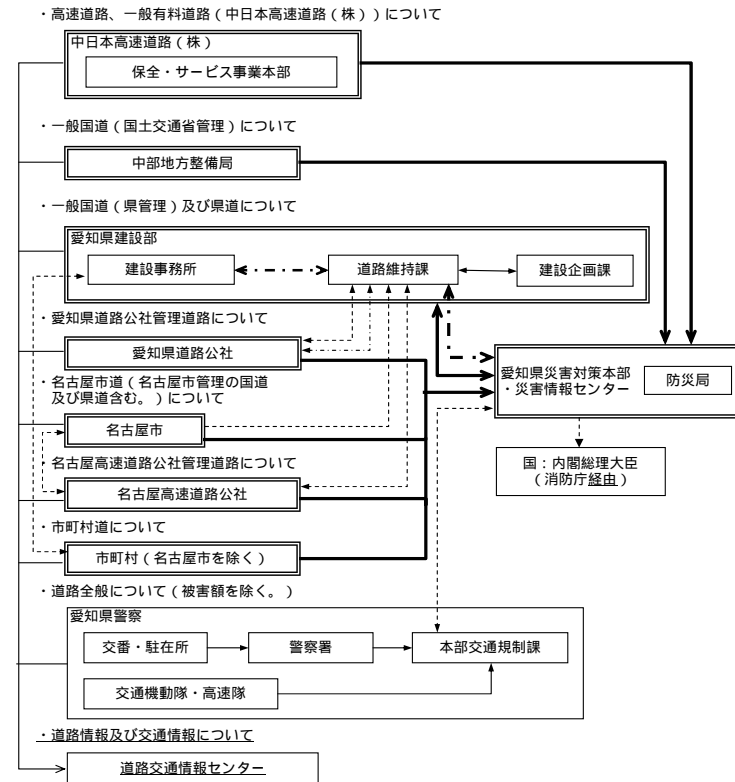 ・高速道路、一般有料道路(中日本高速道路(株))について
中日本高速道路(株)
保全・サービス事業本部
・一般国道(国土交通省管理)について
中部地方整備局
・一般国道(県管理)及び県道について
愛知県建設部
建設事務所
道路維持課
建設企画課
・愛知県道路公社管理道路について
愛知県道路公社
愛知県災害対策本部
・災害情報センター
防災局
・名古屋市道(名古屋市管理の国道
及び県道含む。)について
名古屋市
国:内閣総理大臣
(消防庁経由)
・名古屋高速道路公社管理道路について
名古屋高速道路公社
・市町村道について
市町村(名古屋市を除く)
・道路全般について(被害額を除く。)
愛知県警察
交番・駐在所
警察署
本部交通規制課
交通機動隊・高速隊
・道路情報及び交通情報について
道路交通情報センター